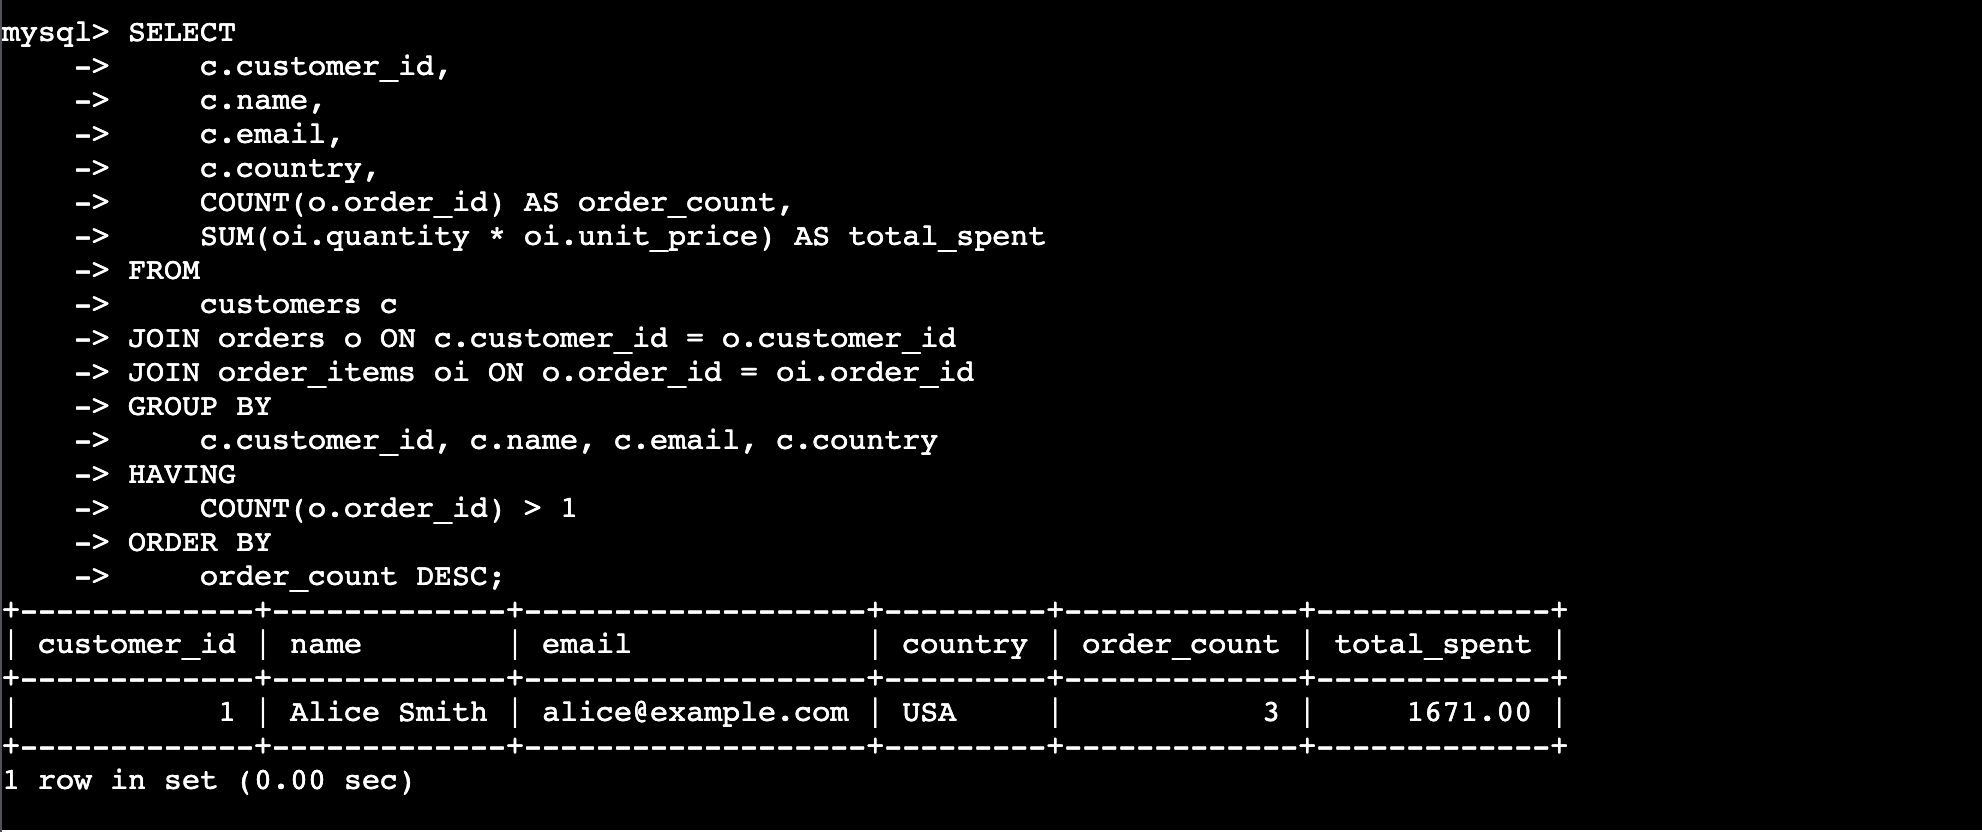 mysql> SELECT
    ->     c.customer_id,
    ->     c.name,
    ->     c.email,
    ->     c.country,
    ->     COUNT(o.order_id) AS order_count,
    ->     SUM(oi.quantity * oi.unit_price) AS total_spent
    -> FROM
    ->     customers c
    -> JOIN orders o ON c.customer_id = o.customer_id
    -> JOIN order_items oi ON o.order_id = oi.order_id
    -> GROUP BY
    ->     c.customer_id, c.name, c.email, c.country
    -> HAVING
    ->     COUNT(o.order_id) > 1
    -> ORDER BY
    ->     order_count DESC;
+-------------+-------------+-------------------+---------+-------------+-------------+
| customer_id | name        | email             | country | order_count | total_spent |
+-------------+-------------+-------------------+---------+-------------+-------------+
|           1 | Alice Smith | alice@example.com | USA     |           3 |     1671.00 |
+-------------+-------------+-------------------+---------+-------------+-------------+
1 row in set (0.00 sec)